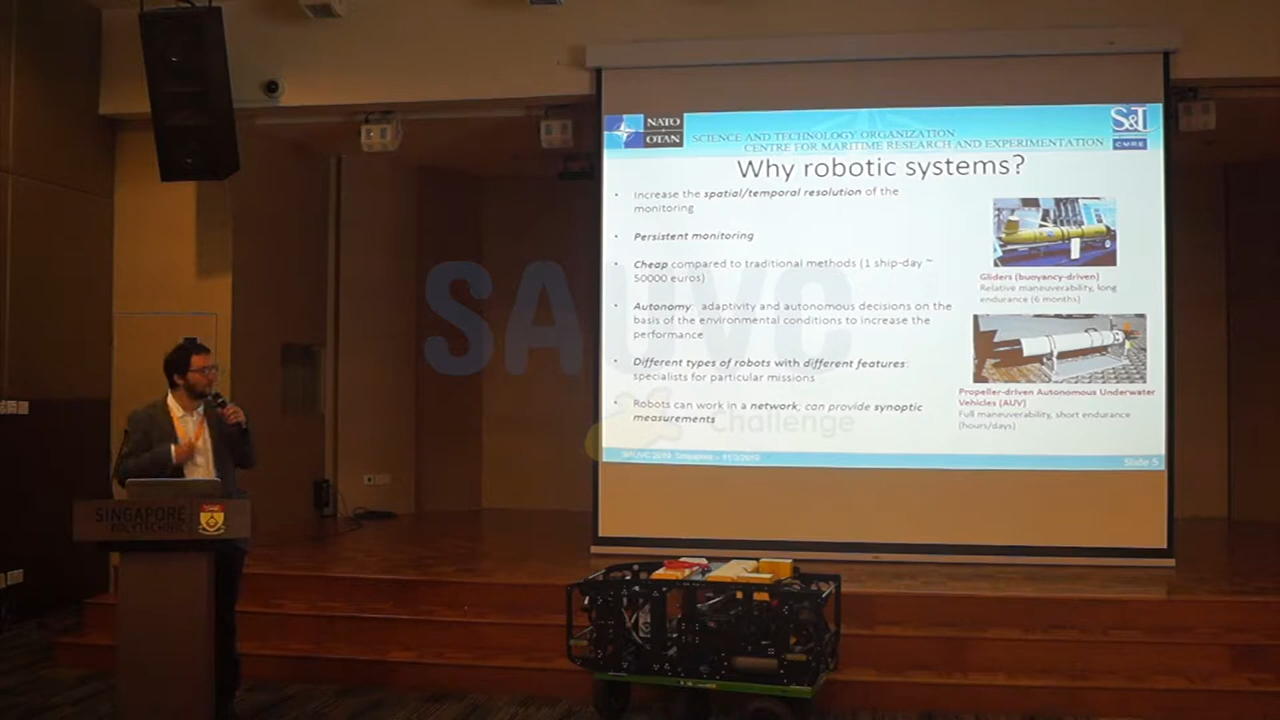 NATO
OTAN
SCIENCE AND TECHNOLOGY ORGANIZATION
CENTRE FOR MARITIME RESEARCH AND EXPERIMENTATION
CMRE
Why robotic systems?
• Increase the spatial/temporal resolution of the
monitoring
• Persistent monitoring
• Cheap compared to traditional methods (1 ship-day ~
50000 euros)
• Autonomy: adaptivity and autonomous decisions on the
basis of the environmental conditions to increase the
performance
• Different types of robots with different features:
specialists for particular missions
• Robots can work in a network, can provide synoptic
measurements
Gliders (buoyancy-driven)
Relative maneuverability, long
endurance (6 months)
Propeller-driven Autonomous Underwater
Vehicles (AUV)
Full maneuverability, short endurance
(hours/days)
Slide 5
SAUVC
Challenge
SINGAPORE
POLYTECHNIC